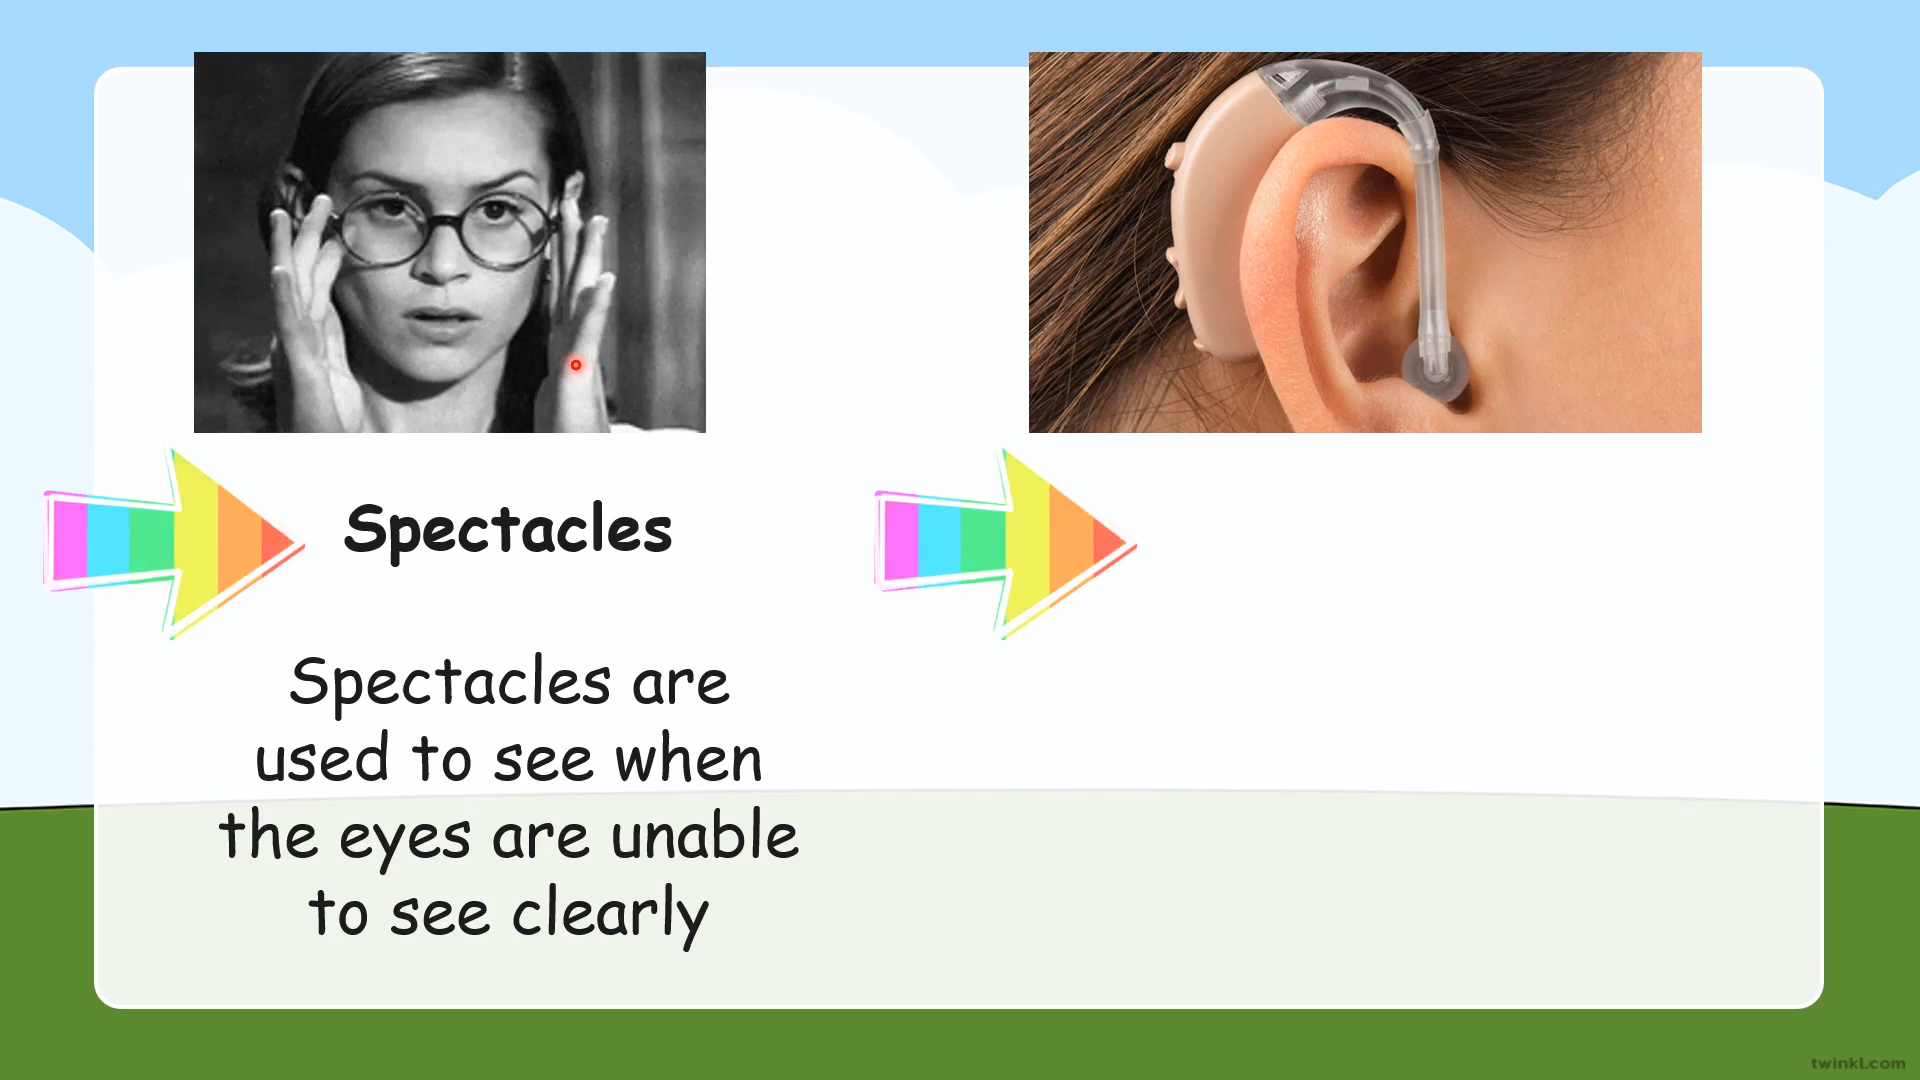 Spectacles
Spectacles are
used to see when
the eyes are unable
to see clearly
twinkl.com